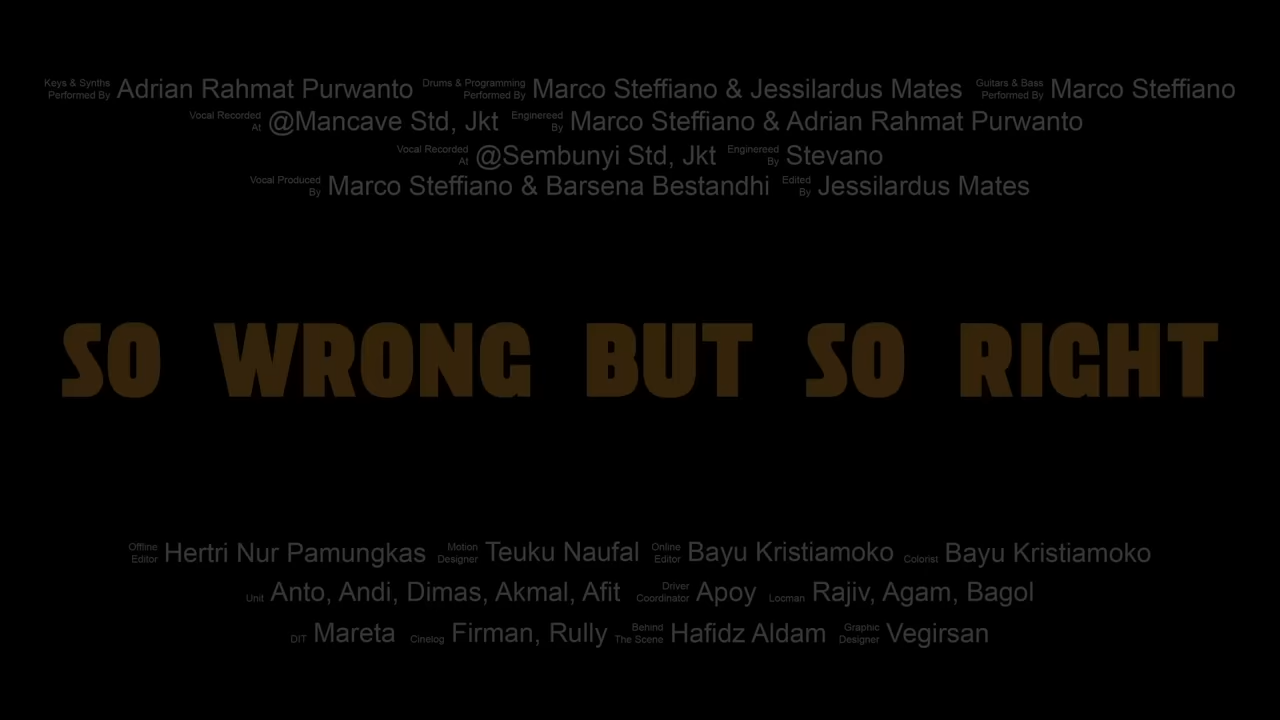 Keys & Synths Performed By Adrian Rahmat Purwanto Drums & Programming Performed By Marco Steffiano & Jessilardus Mates Guitars & Bass Performed By Marco Steffiano
Vocal Recorded At @Mancave Std, Jkt Enginereed By Marco Steffiano & Adrian Rahmat Purwanto
Vocal Recorded At @Sembunyi Std, Jkt Enginereed By Stevano
Vocal Produced By Marco Steffiano & Barsena Bestandhi Edited By Jessilardus Mates
SO WRONG BUT SO RIGHT
Offline Editor Hertri Nur Pamungkas Motion Designer Teuku Naufal Online Editor Bayu Kristiamoko Colorist Bayu Kristiamoko
Unit Anto, Andi, Dimas, Akmal, Afit Driver Coordinator Apoy Locman Rajiv, Agam, Bagol
DIT Mareta Cinelog Firman, Rully Behind The Scene Hafidz Aldam Graphic Designer Vegirsan